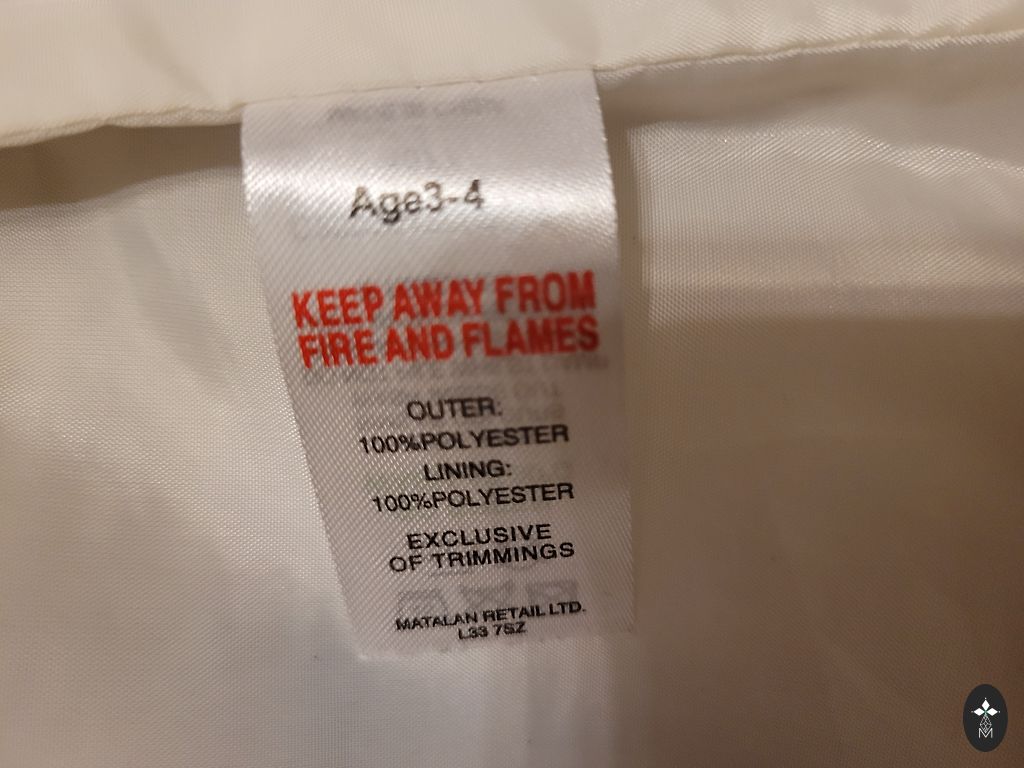 Age3-4
KEEP AWAY FROM
FIRE AND FLAMES
OUTER:
100%POLYESTER
LINING:
100%POLYESTER
EXCLUSIVE
OF TRIMMINGS
MATALAN RETAIL LTD.
L33 7SZ
M